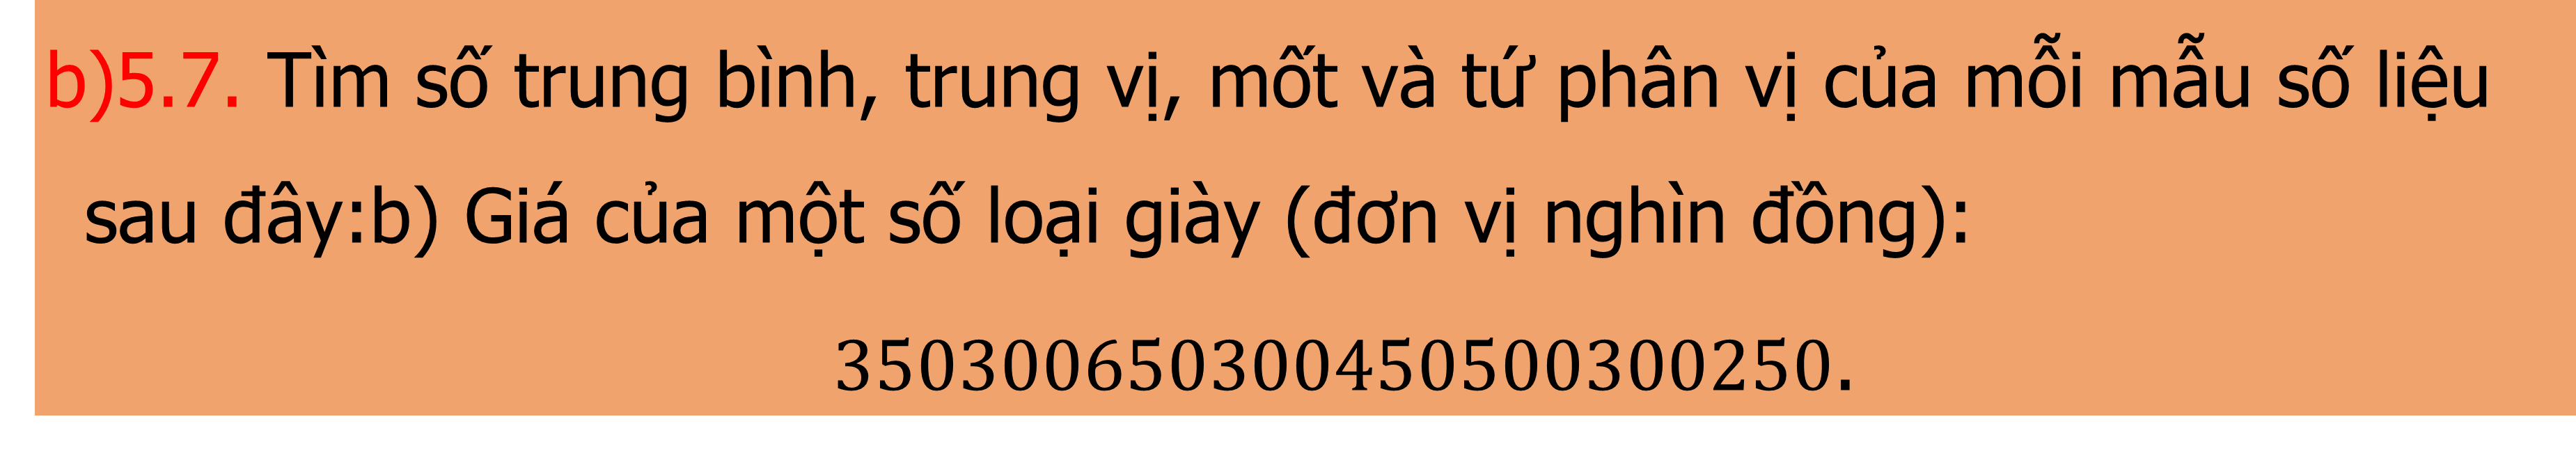 b)5.7. Tìm số trung bình, trung vị, mốt và tứ phân vị của mỗi mẫu số liệu
sau đây:b) Giá của một số loại giày (đơn vị nghìn đồng):
350300650300450500300250.